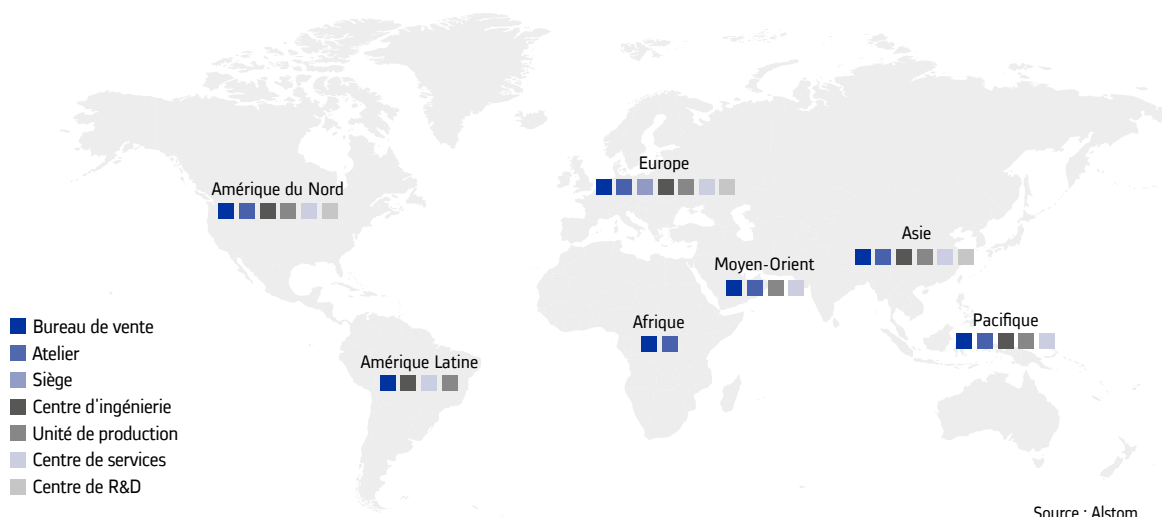 Europe
Amérique du Nord
Asie
Moyen-Orient
Afrique
Pacifique
Amérique Latine
Bureau de vente
Atelier
Siège
Centre d'ingénierie
Unité de production
Centre de services
Centre de R&D
Source : Alstom